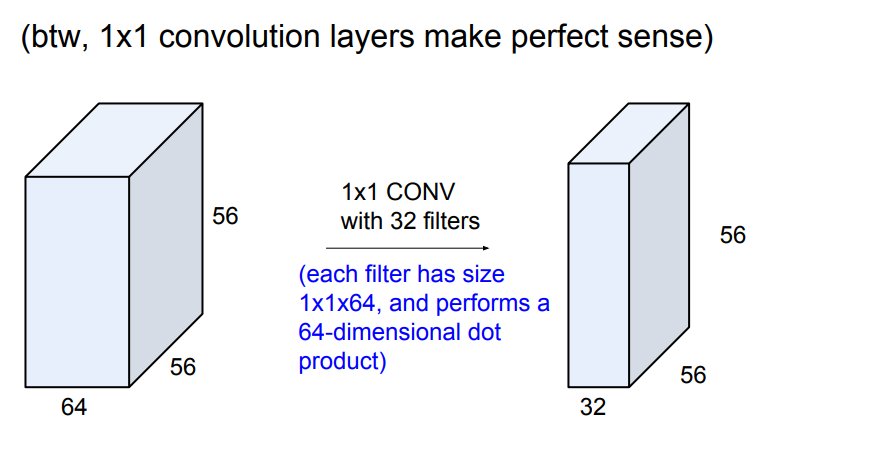 (btw, 1x1 convolution layers make perfect sense)
56
56
64
1x1 CONV
with 32 filters
(each filter has size
1x1x64, and performs a
64-dimensional dot
product)
56
56
32